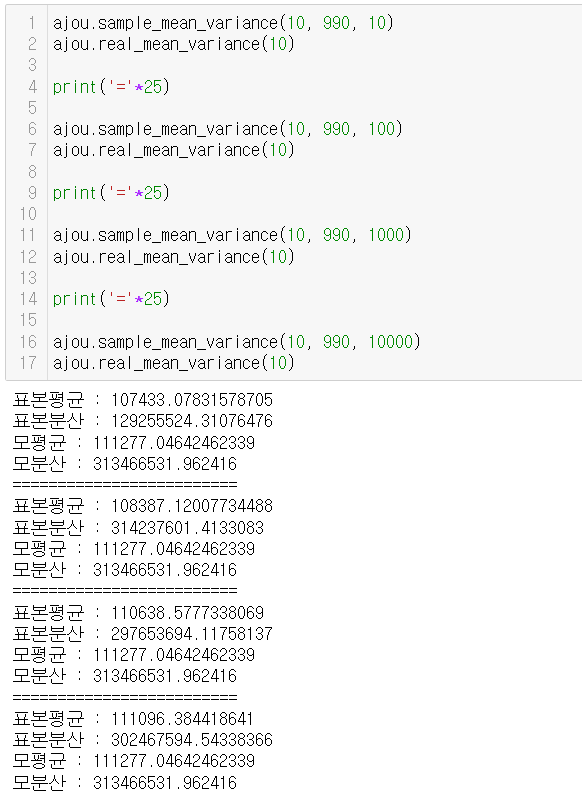 1 ajou.sample_mean_variance(10, 990, 10)
2 ajou.real_mean_variance(10)
3
4 print('='*25)
5
6 ajou.sample_mean_variance(10, 990, 100)
7 ajou.real_mean_variance(10)
8
9 print('='*25)
10
11 ajou.sample_mean_variance(10, 990, 1000)
12 ajou.real_mean_variance(10)
13
14 print('='*25)
15
16 ajou.sample_mean_variance(10, 990, 10000)
17 ajou.real_mean_variance(10)
표본평균 : 107433.07831578705
표본분산 : 129255524.31076476
모평균 : 111277.04642462339
모분산 : 313466531.962416
=========================
표본평균 : 108387.12007734488
표본분산 : 314237601.4133083
모평균 : 111277.04642462339
모분산 : 313466531.962416
=========================
표본평균 : 110638.5777338069
표본분산 : 297653694.11758137
모평균 : 111277.04642462339
모분산 : 313466531.962416
=========================
표본평균 : 111096.384418641
표본분산 : 302467594.54338366
모평균 : 111277.04642462339
모분산 : 313466531.962416